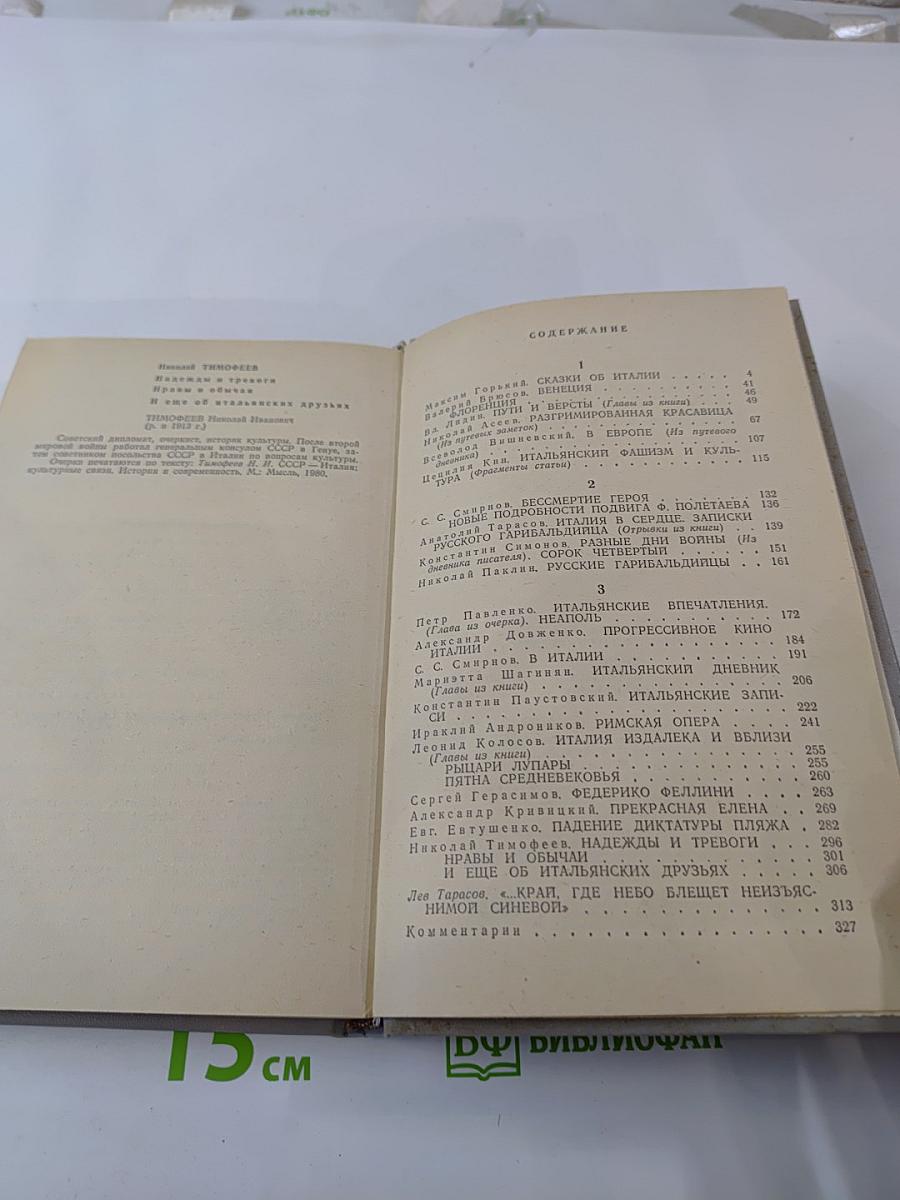 Николай ТИМОФЕЕВ
Надежды и тревоги
Нравы и обычаи
И еще об итальянских друзьях
ТИМОФЕЕВ Николай Иванович
(р. в 1913 г.)
Советский дипломат, очеркист, историк культуры. После второй
мировой войны работал генеральным консулом СССР в Генуе, за-
тем советником посольства СССР в Италии по вопросам культуры.
Очерки печатаются по тексту: Тимофеев Н. И. СССР — Италия:
культурные связи. История и современность. М.: Мысль, 1980.
СОДЕРЖАНИЕ
1
Максим Горький. СКАЗКИ ОБ ИТАЛИИ . . . . . 4
Валерий Брюсов. ВЕНЕЦИЯ . . . . . . . . . . 41
ФЛОРЕНЦИЯ . . . . . . . . . . . . . 46
Вл. Лидин. ПУТИ И ВЕРСТЫ (Главы из книги) . . . 49
Николай Асеев. РАЗГРИМИРОВАННАЯ КРАСАВИЦА
(Из путевых заметок) . . . . . . . . . . . . 67
Всеволод Вишневский. В ЕВРОПЕ (Из путевого
дневника) . . . . . . . . . . . . . . . 107
Цецилия Кин. ИТАЛЬЯНСКИЙ ФАШИЗМ И КУЛЬ-
ТУРА (Фрагменты статьи) . . . . . . . . . . 115
2
С. С. Смирнов. БЕССМЕРТИЕ ГЕРОЯ . . . . . . . 132
НОВЫЕ ПОДРОБНОСТИ ПОДВИГА Ф. ПОЛЕТАЕВА 136
Анатолий Тарасов. ИТАЛИЯ В СЕРДЦЕ. ЗАПИСКИ
РУССКОГО ГАРИБАЛЬДИЙЦА (Отрывки из книги) . . 139
Константин Симонов. РАЗНЫЕ ДНИ ВОЙНЫ (Из
дневника писателя). СОРОК ЧЕТВЕРТЫЙ . . . . . . 151
Николай Паклин. РУССКИЕ ГАРИБАЛЬДИЙЦЫ . . 161
3
Петр Павленко. ИТАЛЬЯНСКИЕ ВПЕЧАТЛЕНИЯ.
(Глава из очерка). НЕАПОЛЬ . . . . . . . . . . . 172
Александр Довженко. ПРОГРЕССИВНОЕ КИНО
ИТАЛИИ . . . . . . . . . . . . . . . . . 184
С. С. Смирнов. В ИТАЛИИ . . . . . . . . . . . 191
Мариэтта Шагинян. ИТАЛЬЯНСКИЙ ДНЕВНИК
(Главы из книги) . . . . . . . . . . . . . . 206
Константин Паустовский. ИТАЛЬЯНСКИЕ ЗАПИ-
СИ . . . . . . . . . . . . . . . . . . . 222
Ираклий Андроников. РИМСКАЯ ОПЕРА . . . . 241
Леонид Колосов. ИТАЛИЯ ИЗДАЛЕКА И ВБЛИЗИ
(Главы из книги) . . . . . . . . . . . . . . 255
РЫЦАРИ ЛУПАРЫ . . . . . . . . . . . . . 255
ПЯТНА СРЕДНЕВЕКОВЬЯ . . . . . . . . . . 260
Сергей Герасимов. ФЕДЕРИКО ФЕЛЛИНИ . . . . 263
Александр Кривицкий. ПРЕКРАСНАЯ ЕЛЕНА . . 269
Евг. Евтушенко. ПАДЕНИЕ ДИКТАТУРЫ ПЛЯЖА . 282
Николай Тимофеев. НАДЕЖДЫ И ТРЕВОГИ . . . 296
НРАВЫ И ОБЫЧАИ . . . . . . . . . . . . 301
И ЕЩЕ ОБ ИТАЛЬЯНСКИХ ДРУЗЬЯХ . . . . . 306
Лев Тарасов. «...КРАЙ, ГДЕ НЕБО БЛЕЩЕТ НЕИЗЪЯС-
НИМОЙ СИНЕВОЙ» . . . . . . . . . . . . . 313
Комментарии . . . . . . . . . . . . . . . . 327
15 см
БФ БИБЛИОФАН